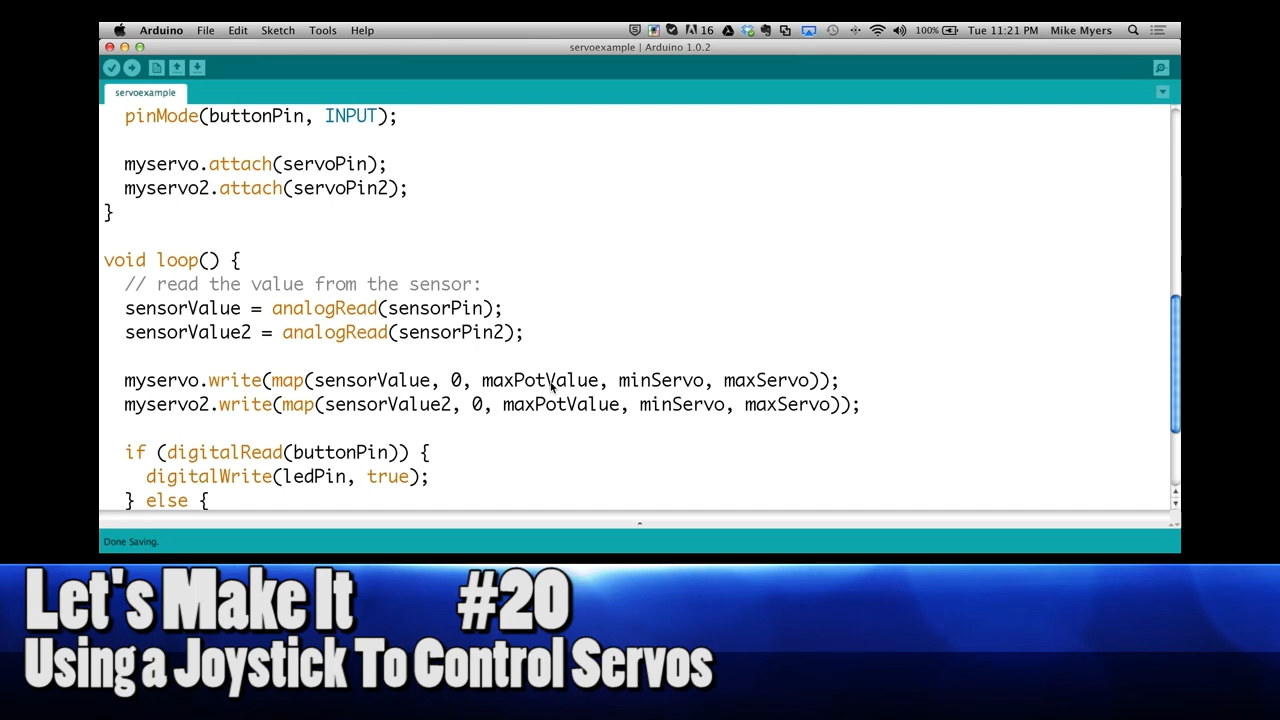 Arduino File Edit Sketch Tools Help 16 100% Tue 11:21 PM Mike Myers
servoexample | Arduino 1.0.2
servoexample
pinMode(buttonPin, INPUT);
myservo.attach(servoPin);
myservo2.attach(servoPin2);
}
void loop() {
// read the value from the sensor:
sensorValue = analogRead(sensorPin);
sensorValue2 = analogRead(sensorPin2);
myservo.write(map(sensorValue, 0, maxPotValue, minServo, maxServo));
myservo2.write(map(sensorValue2, 0, maxPotValue, minServo, maxServo));
if (digitalRead(buttonPin)) {
digitalWrite(ledPin, true);
} else {
Done Saving.
Let's Make It #20
Using a Joystick To Control Servos